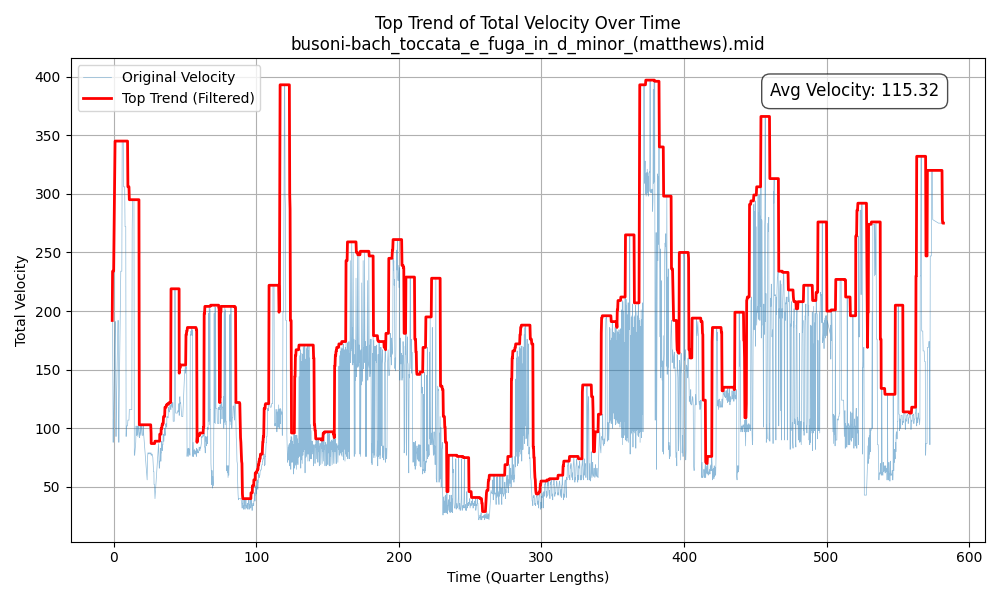 Top Trend of Total Velocity Over Time
busoni-bach_toccata_e_fuga_in_d_minor_(matthews).mid
Original Velocity
Top Trend (Filtered)
Avg Velocity: 115.32
Total Velocity
400
350
300
250
200
150
100
50
0
100
200
300
400
500
600
Time (Quarter Lengths)